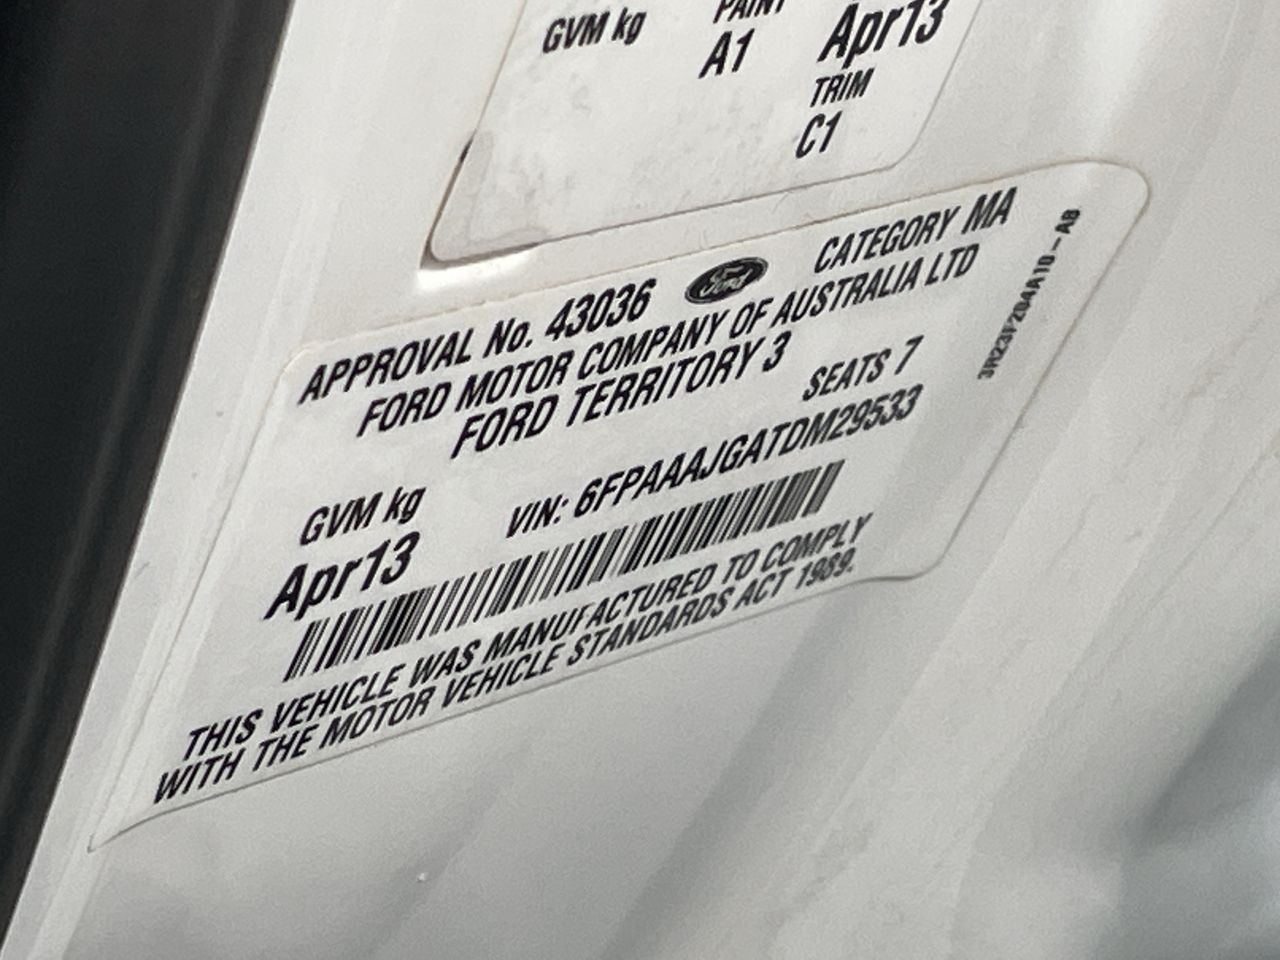 GVM kg
PAINT
A1
Apr13
TRIM
C1
APPROVAL No. 43036 Ford CATEGORY MA
FORD MOTOR COMPANY OF AUSTRALIA LTD
FORD TERRITORY 3
SEATS 7
GVM kg VIN: 6FPAAAJGATDM29533
Apr13
THIS VEHICLE WAS MANUFACTURED TO COMPLY
WITH THE MOTOR VEHICLE STANDARDS ACT 1989.